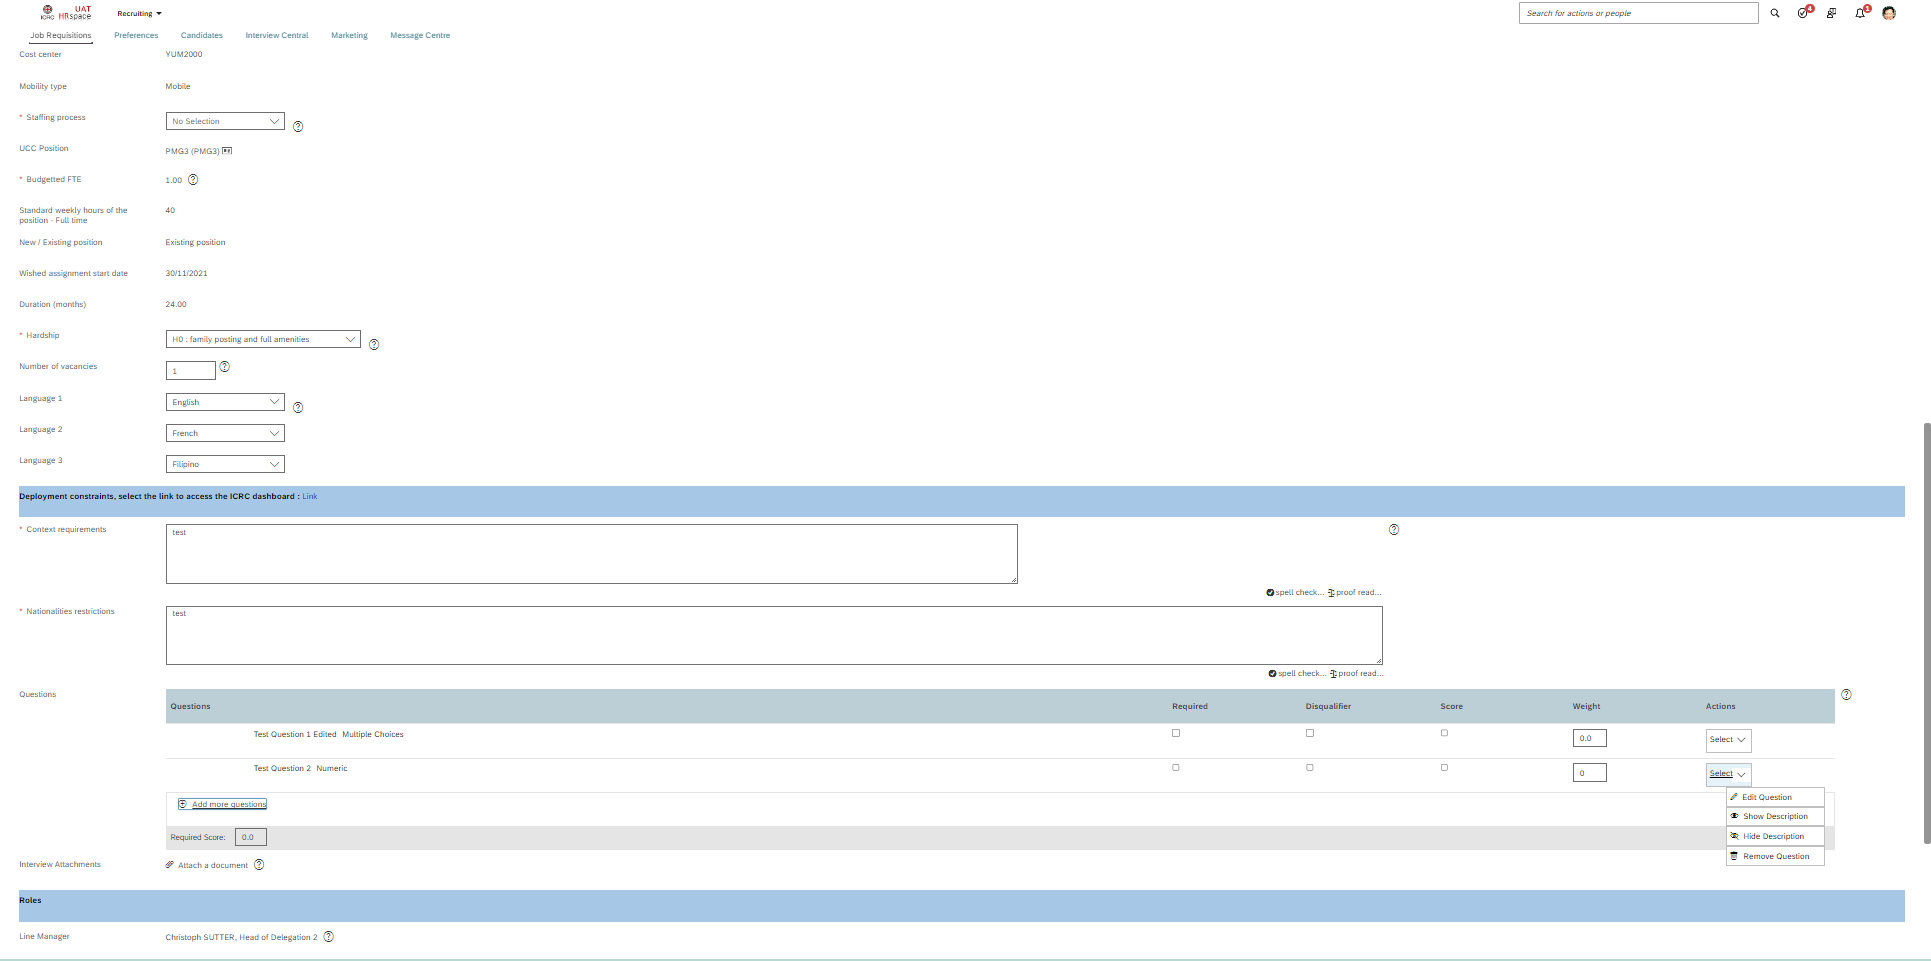 ICRC UAT HRspace Recruiting Search for actions or people 4 1
Job Requisitions Preferences Candidates Interview Central Marketing Message Centre
Cost center YUM2000
Mobility type Mobile
* Staffing process No Selection
UCC Position PMG3 (PMG3)
* Budgetted FTE 1.00
Standard weekly hours of the position - Full time 40
New / Existing position Existing position
Wished assignment start date 30/11/2021
Duration (months) 24.00
* Hardship H0 : family posting and full amenities
Number of vacancies 1
Language 1 English
Language 2 French
Language 3 Filipino
Deployment constraints, select the link to access the ICRC dashboard : Link
* Context requirements test
spell check... proof read...
* Nationalities restrictions test
spell check... proof read...
Questions
Questions Required Disqualifier Score Weight Actions
Test Question 1 Edited Multiple Choices 0.0 Select
Test Question 2 Numeric 0 Select
Edit Question
Show Description
Hide Description
Remove Question
Add more questions
Required Score: 0.0
Interview Attachments Attach a document
Roles
Line Manager Christoph SUTTER, Head of Delegation 2